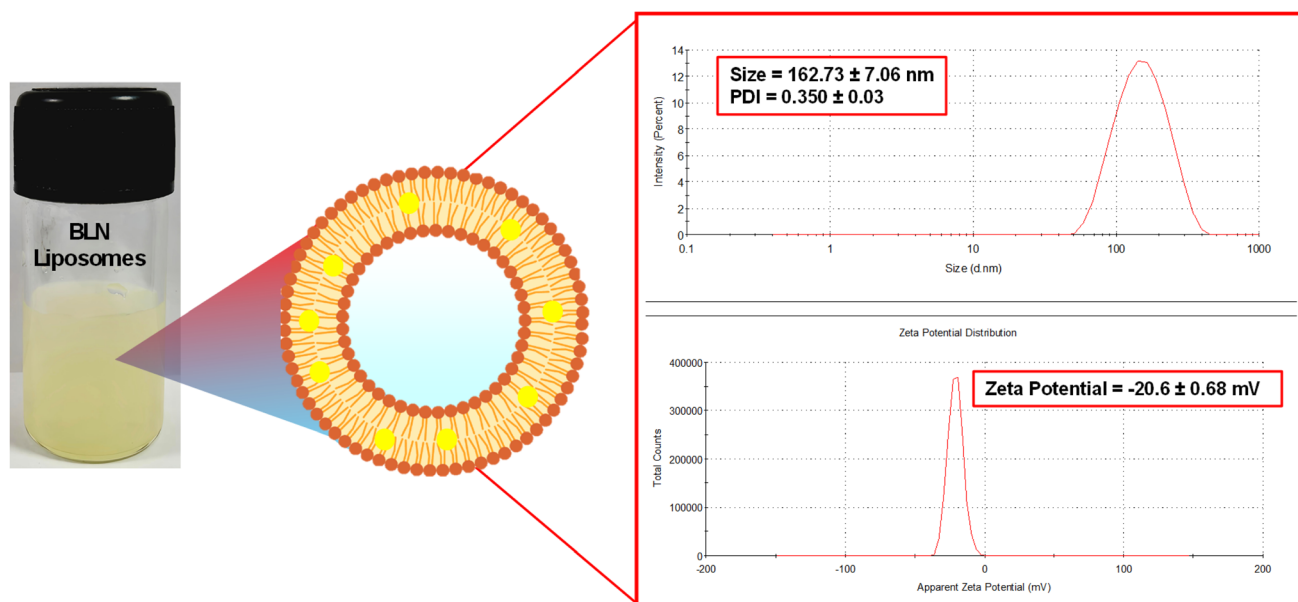 BLN
Liposomes
Size = 162.73 ± 7.06 nm
PDI = 0.350 ± 0.03
Intensity (Percent)
14
12
10
8
6
4
2
0
0.1 1 10 100 1000
Size (d.nm)
Zeta Potential Distribution
Zeta Potential = -20.6 ± 0.68 mV
Total Counts
400000
300000
200000
100000
0
-200 -100 0 100 200
Apparent Zeta Potential (mV)